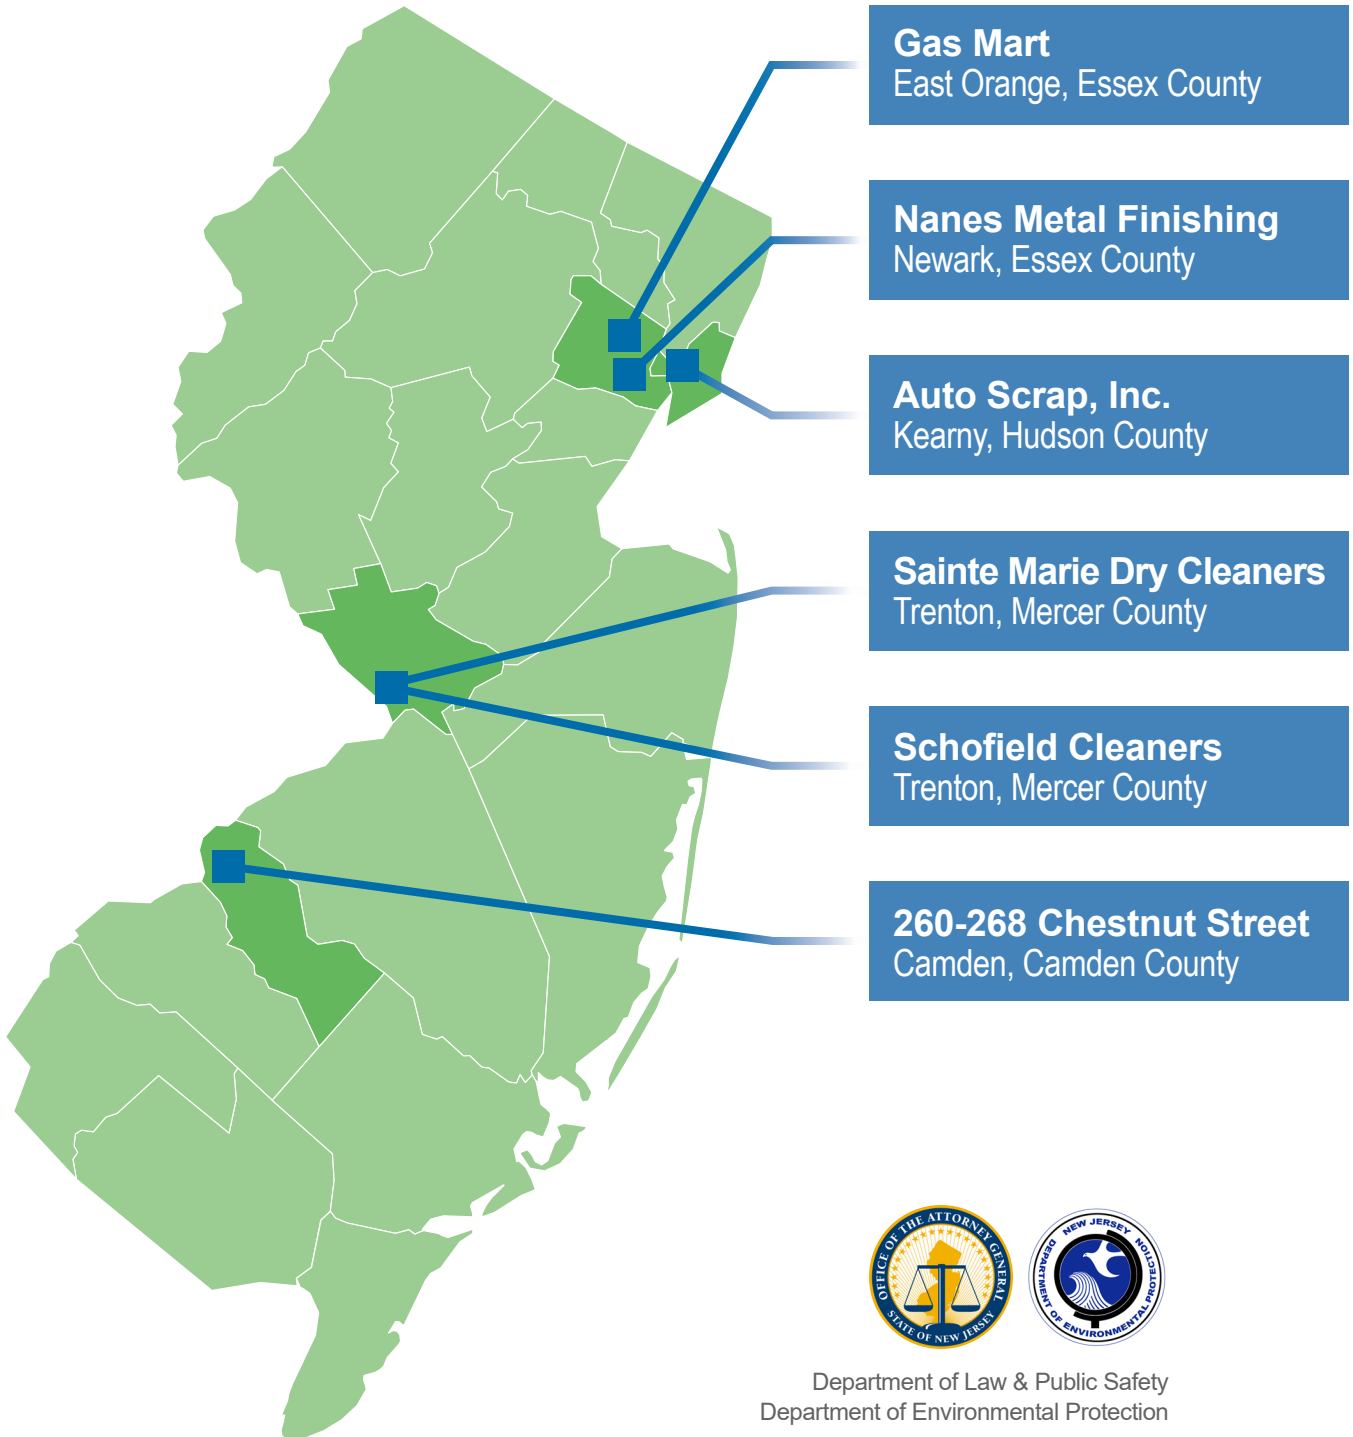 Gas Mart
East Orange, Essex County
Nanes Metal Finishing
Newark, Essex County
Auto Scrap, Inc.
Kearny, Hudson County
Sainte Marie Dry Cleaners
Trenton, Mercer County
Schofield Cleaners
Trenton, Mercer County
260-268 Chestnut Street
Camden, Camden County
OFFICE OF THE ATTORNEY GENERAL
STATE OF NEW JERSEY
NEW JERSEY
DEPARTMENT OF ENVIRONMENTAL PROTECTION
Department of Law & Public Safety
Department of Environmental Protection